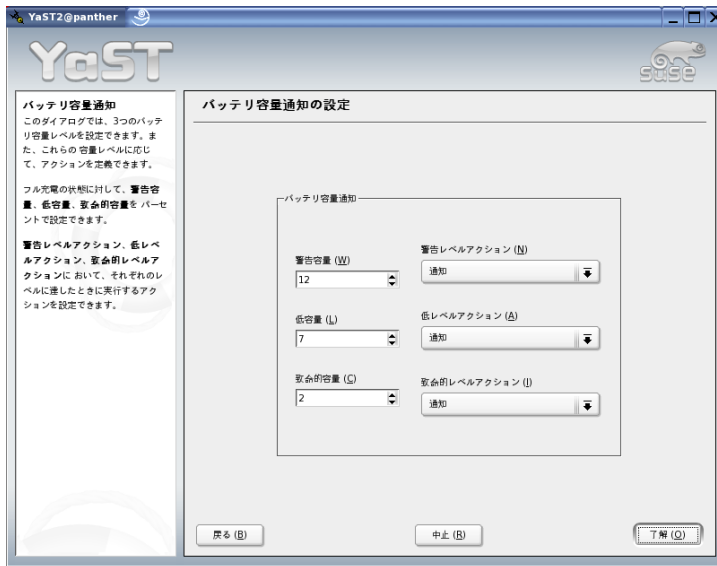 YaST2@panther
YaST
SUSE
バッテリ容量通知
このダイアログでは、3つのバッテ
リ容量レベルを設定できます。ま
た、これらの 容量レベルに応じ
て、アクションを定義できます。
フル充電の状態に対して、警告容
量、低容量、致命的容量を パーセ
ントで設定できます。
警告レベルアクション、低レベ
ルアクション、致命的レベルア
クションに おいて、それぞれのレ
ベルに達したときに実行するアク
ションを設定できます。
バッテリ容量通知の設定
バッテリ容量通知
警告容量 (W)
12
警告レベルアクション (N)
通知
低容量 (L)
7
低レベルアクション (A)
通知
致命的容量 (C)
2
致命的レベルアクション (I)
通知
戻る (B)
中止 (R)
了解 (O)